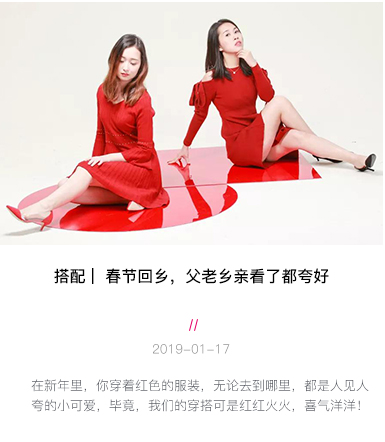 搭配 | 春节回乡，父老乡亲看了都夸好
//
2019-01-17
在新年里，你穿着红色的服装，无论去到哪里，都是人见人
夸的小可爱，毕竟，我们的穿搭可是红红火火，喜气洋洋！